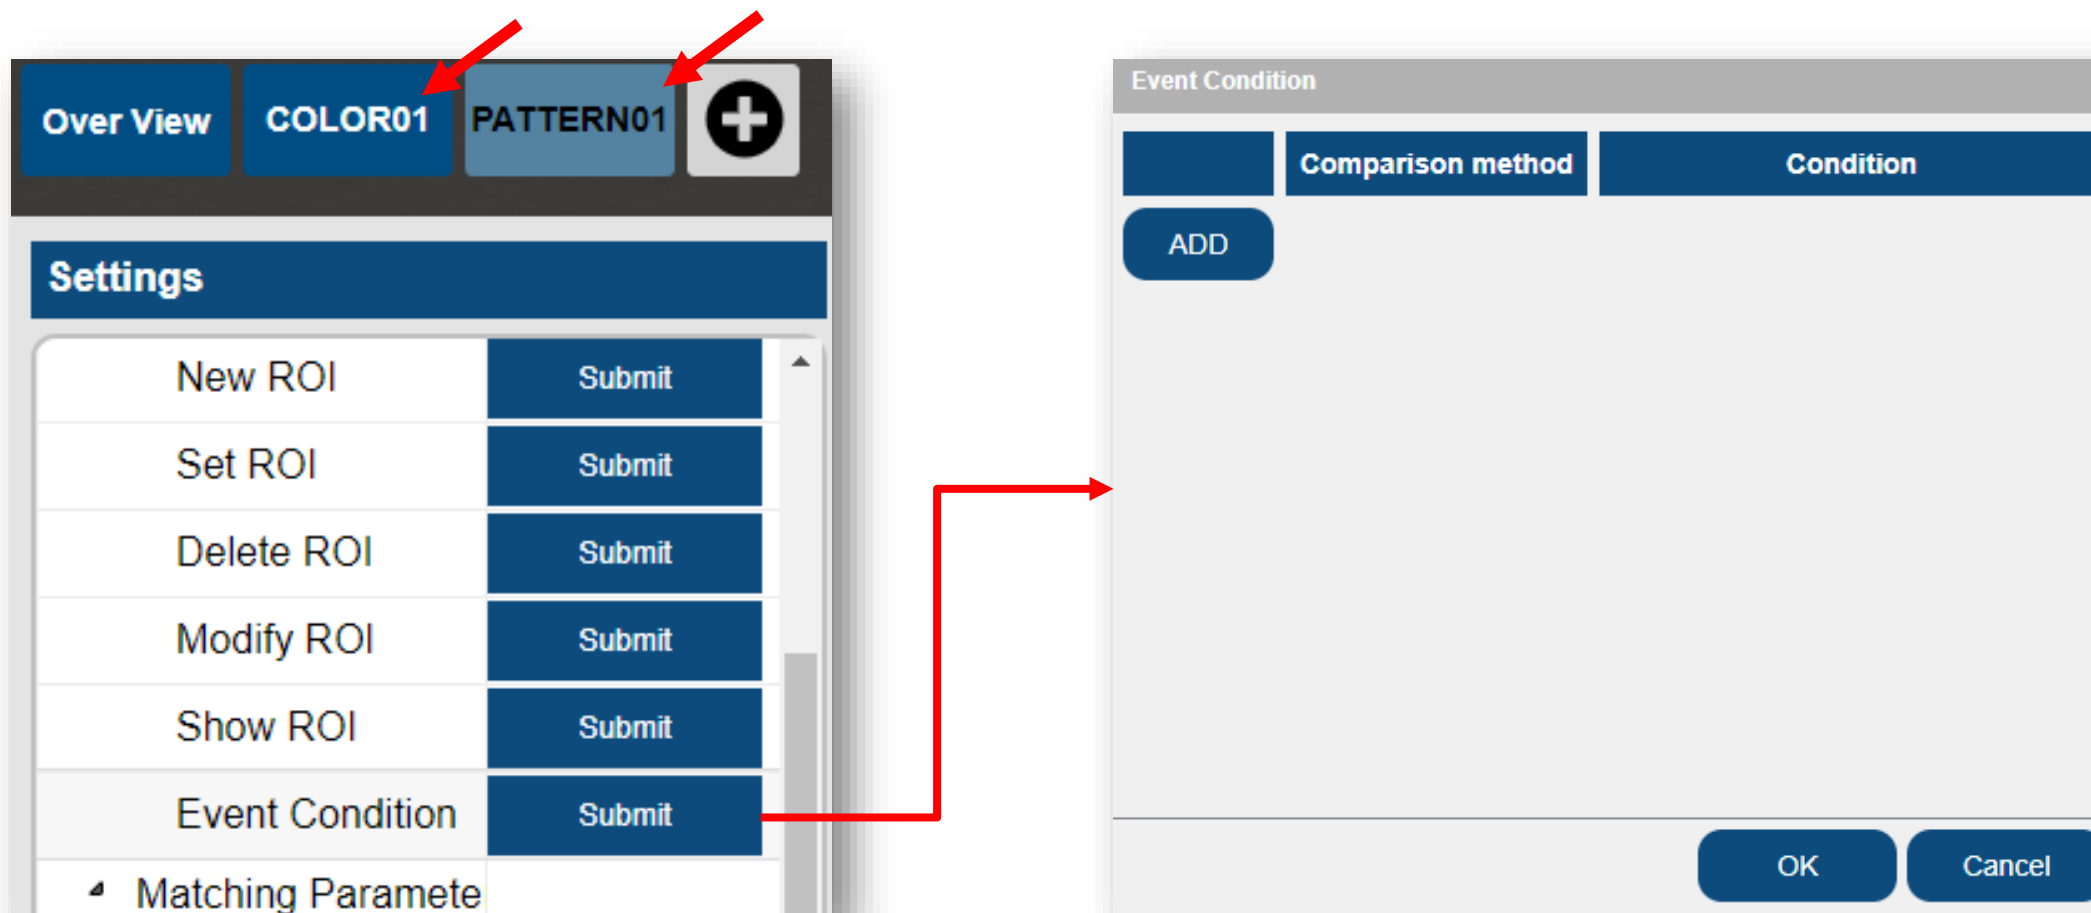 Over View
COLOR01
PATTERN01
Settings
New ROI
Submit
Set ROI
Submit
Delete ROI
Submit
Modify ROI
Submit
Show ROI
Submit
Event Condition
Submit
Matching Paramete
Event Condition
Comparison method
Condition
ADD
OK
Cancel